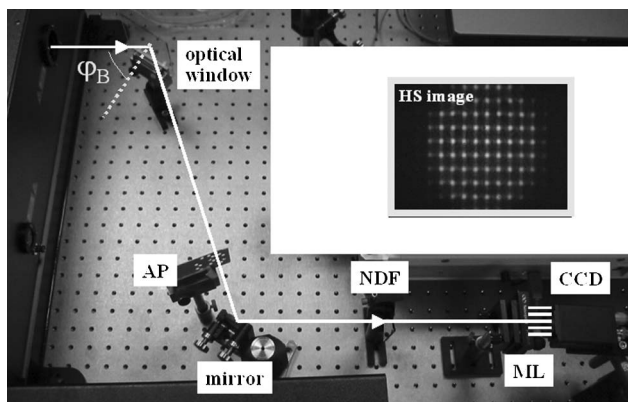 φB
optical
window
HS image
AP
NDF
CCD
mirror
ML